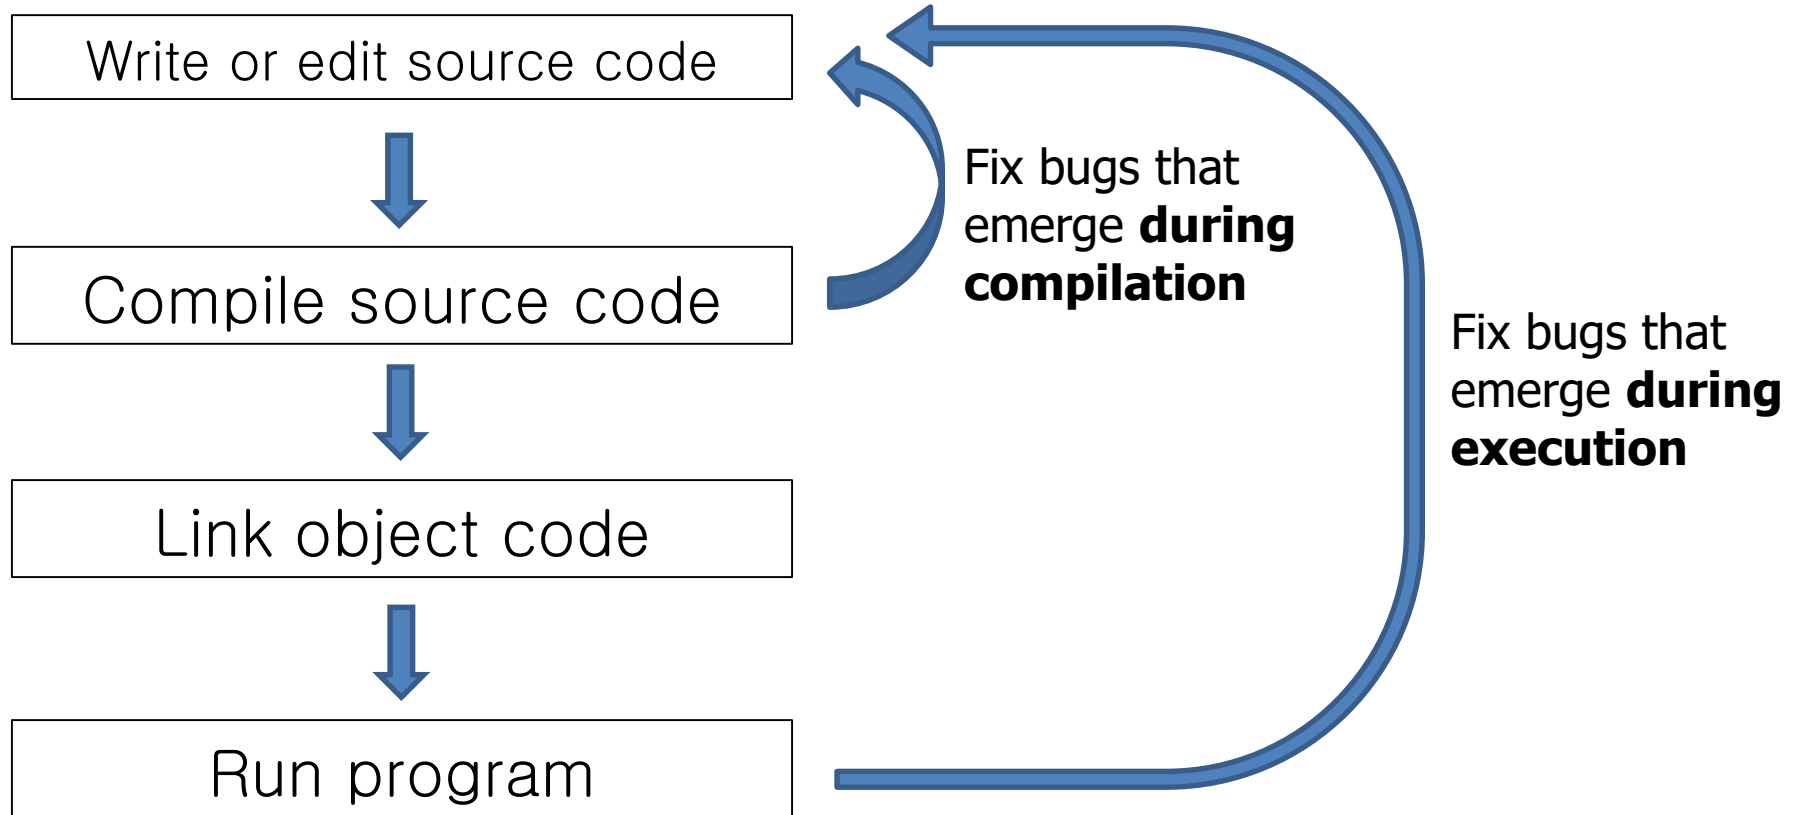 Write or edit source code
Fix bugs that
emerge during
compilation
Compile source code
Fix bugs that
emerge during
execution
Link object code
Run program